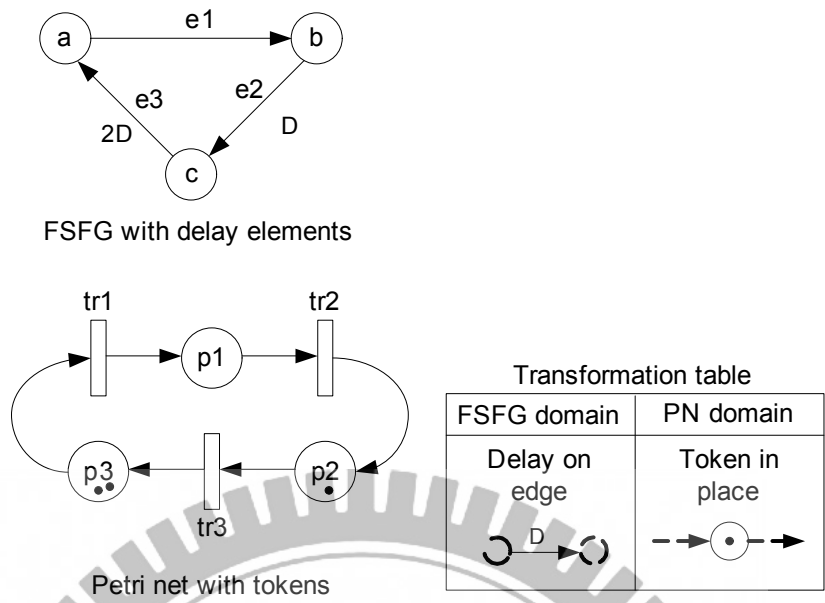 e1
a
b
e3
e2
2D
D
c
FSFG with delay elements
tr1
tr2
p1
p3
p2
tr3
Petri net with tokens
Transformation table
FSFG domain
PN domain
Delay on
edge
Token in
place
D